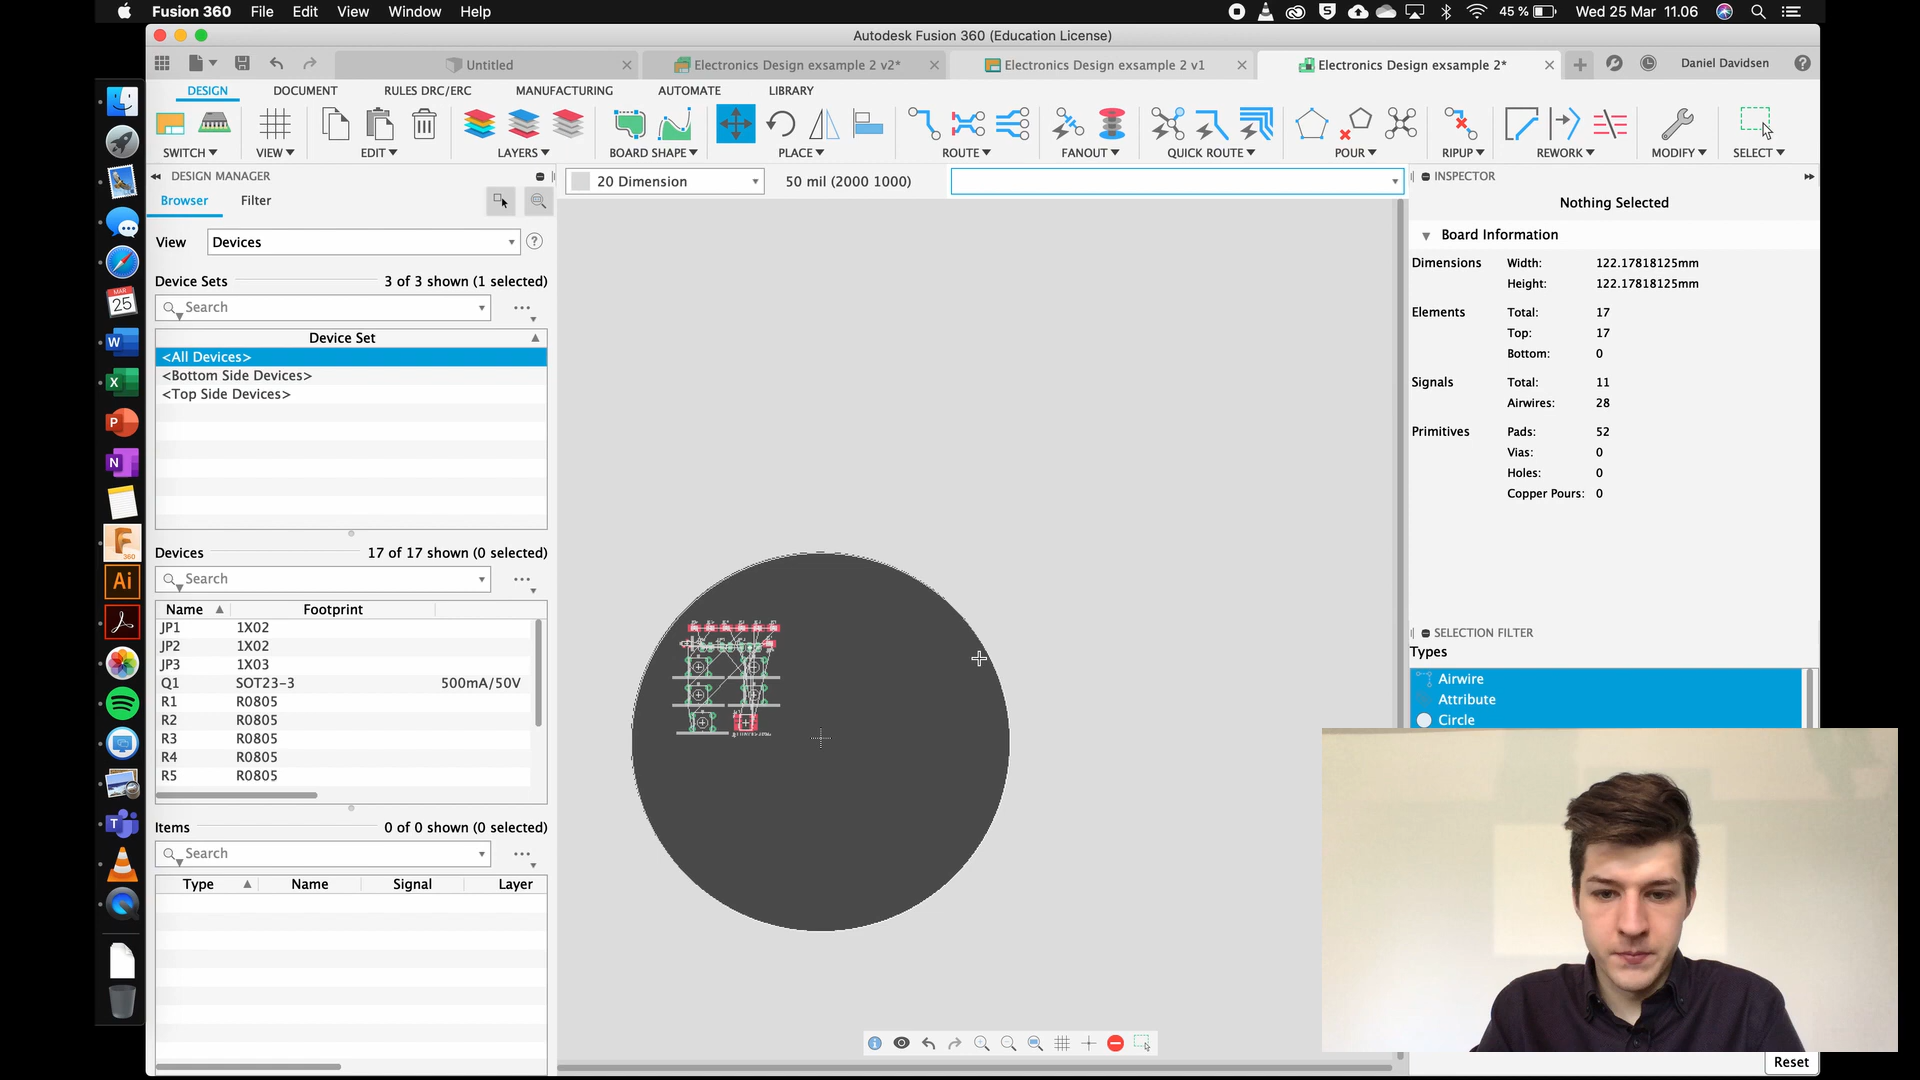 Fusion 360 File Edit View Window Help
45 % Wed 25 Mar 11.06
Autodesk Fusion 360 (Education License)
Untitled
Electronics Design exsample 2 v2*
Electronics Design exsample 2 v1
Electronics Design exsample 2*
Daniel Davidsen
DESIGN DOCUMENT RULES DRC/ERC MANUFACTURING AUTOMATE LIBRARY
SWITCH VIEW EDIT LAYERS BOARD SHAPE PLACE ROUTE FANOUT QUICK ROUTE POUR RIPUP REWORK MODIFY SELECT
DESIGN MANAGER
20 Dimension
50 mil (2000 1000)
Browser Filter
View Devices
Device Sets 3 of 3 shown (1 selected)
Search
Device Set
<All Devices>
<Bottom Side Devices>
<Top Side Devices>
Devices 17 of 17 shown (0 selected)
Search
Name Footprint
JP1 1X02
JP2 1X02
JP3 1X03
Q1 SOT23-3 500mA/50V
R1 R0805
R2 R0805
R3 R0805
R4 R0805
R5 R0805
Items 0 of 0 shown (0 selected)
Search
Type Name Signal Layer
INSPECTOR
Nothing Selected
Board Information
Dimensions Width: 122.17818125mm
Height: 122.17818125mm
Elements Total: 17
Top: 17
Bottom: 0
Signals Total: 11
Airwires: 28
Primitives Pads: 52
Vias: 0
Holes: 0
Copper Pours: 0
SELECTION FILTER
Types
Airwire
Attribute
Circle
Reset
MAR
25
W
X
P
N
360
Ai
T